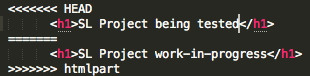 <<<<<<< HEAD
<h1>SL Project being tested</h1>
=======
<h1>SL Project work-in-progress</h1>
>>>>>>> htmlpart